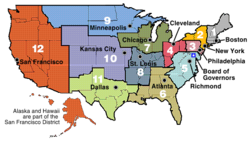 Cleveland
9
Minneapolis
1
2
Boston
12
Chicago
7
4
3
New York
Kansas City
10
Philadelphia
San Francisco
St. Louis
8
5
Board of
Governors
11
Atlanta
Richmond
Dallas
6
Alaska and Hawaii
are part of the
San Francisco District